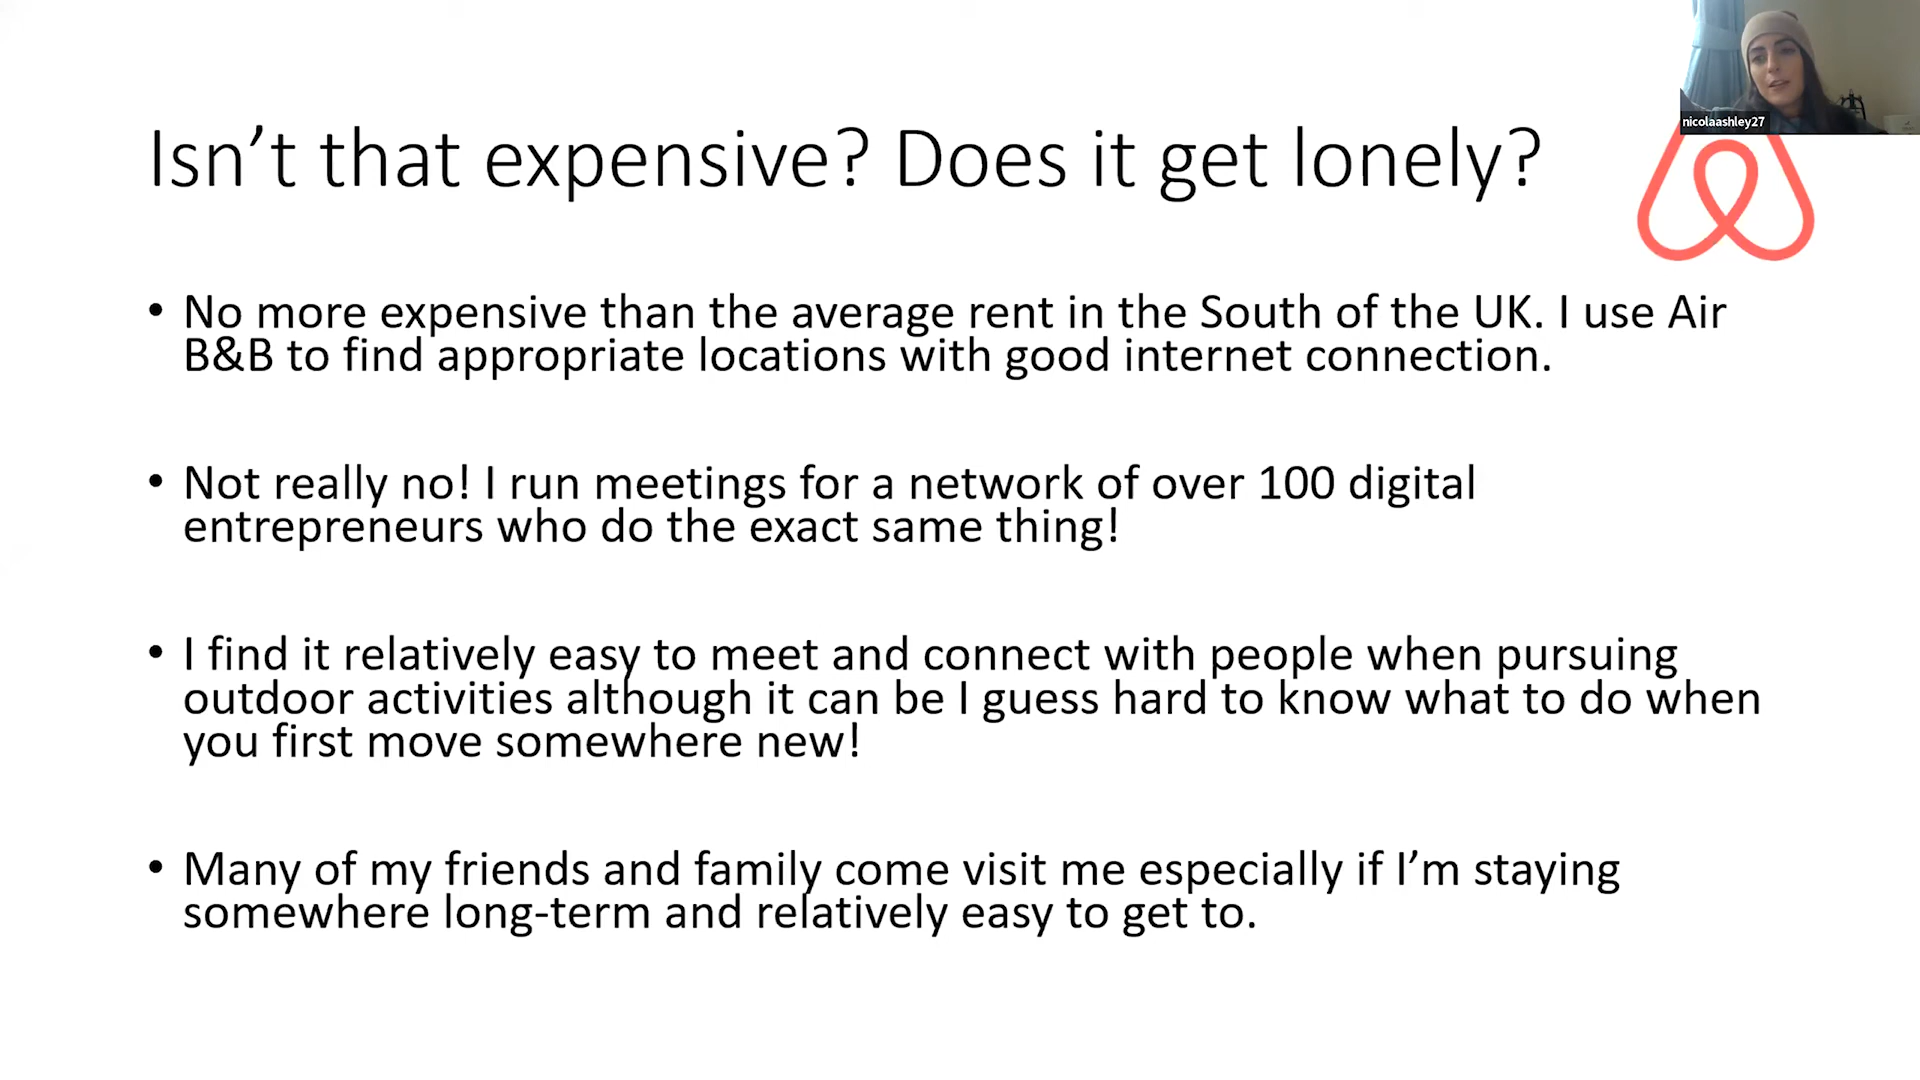 nicolaashley27
Isn’t that expensive? Does it get lonely?
• No more expensive than the average rent in the South of the UK. I use Air
B&B to find appropriate locations with good internet connection.
• Not really no! I run meetings for a network of over 100 digital
entrepreneurs who do the exact same thing!
• I find it relatively easy to meet and connect with people when pursuing
outdoor activities although it can be I guess hard to know what to do when
you first move somewhere new!
• Many of my friends and family come visit me especially if I’m staying
somewhere long-term and relatively easy to get to.